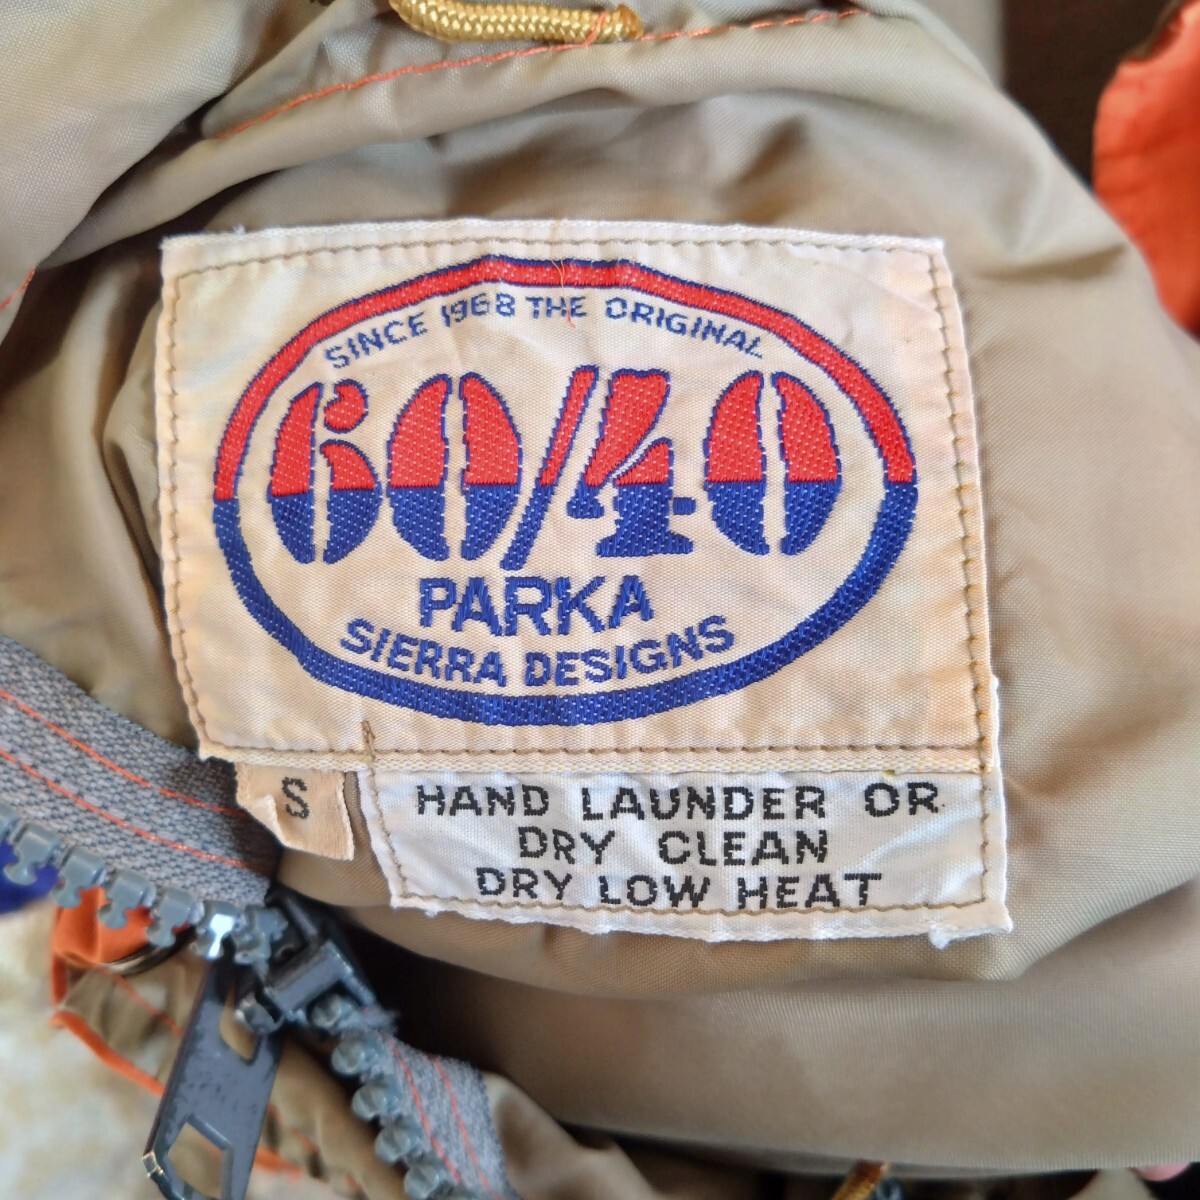 SINCE 1968 THE ORIGINAL
60/40
PARKA
SIERRA DESIGNS
S
HAND LAUNDER OR
DRY CLEAN
DRY LOW HEAT